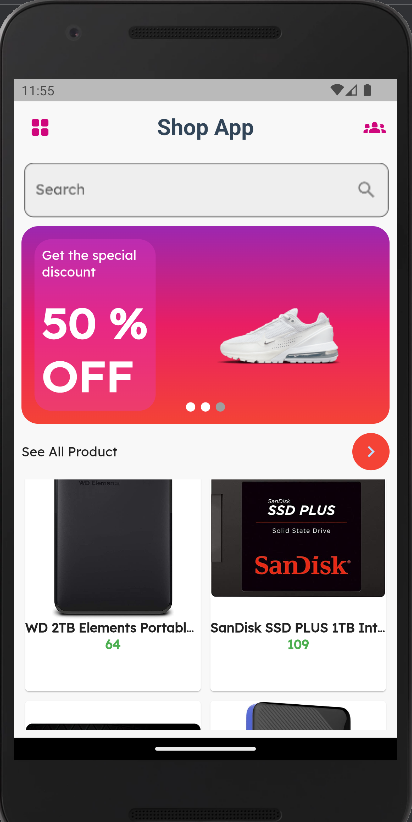 11:55
Shop App
Search
Get the special
discount
50 %
OFF
See All Product
WD Elements
SanDisk
SSD PLUS
Solid State Drive
SanDisk
WD 2TB Elements Portabl...
SanDisk SSD PLUS 1TB Int...
64
109